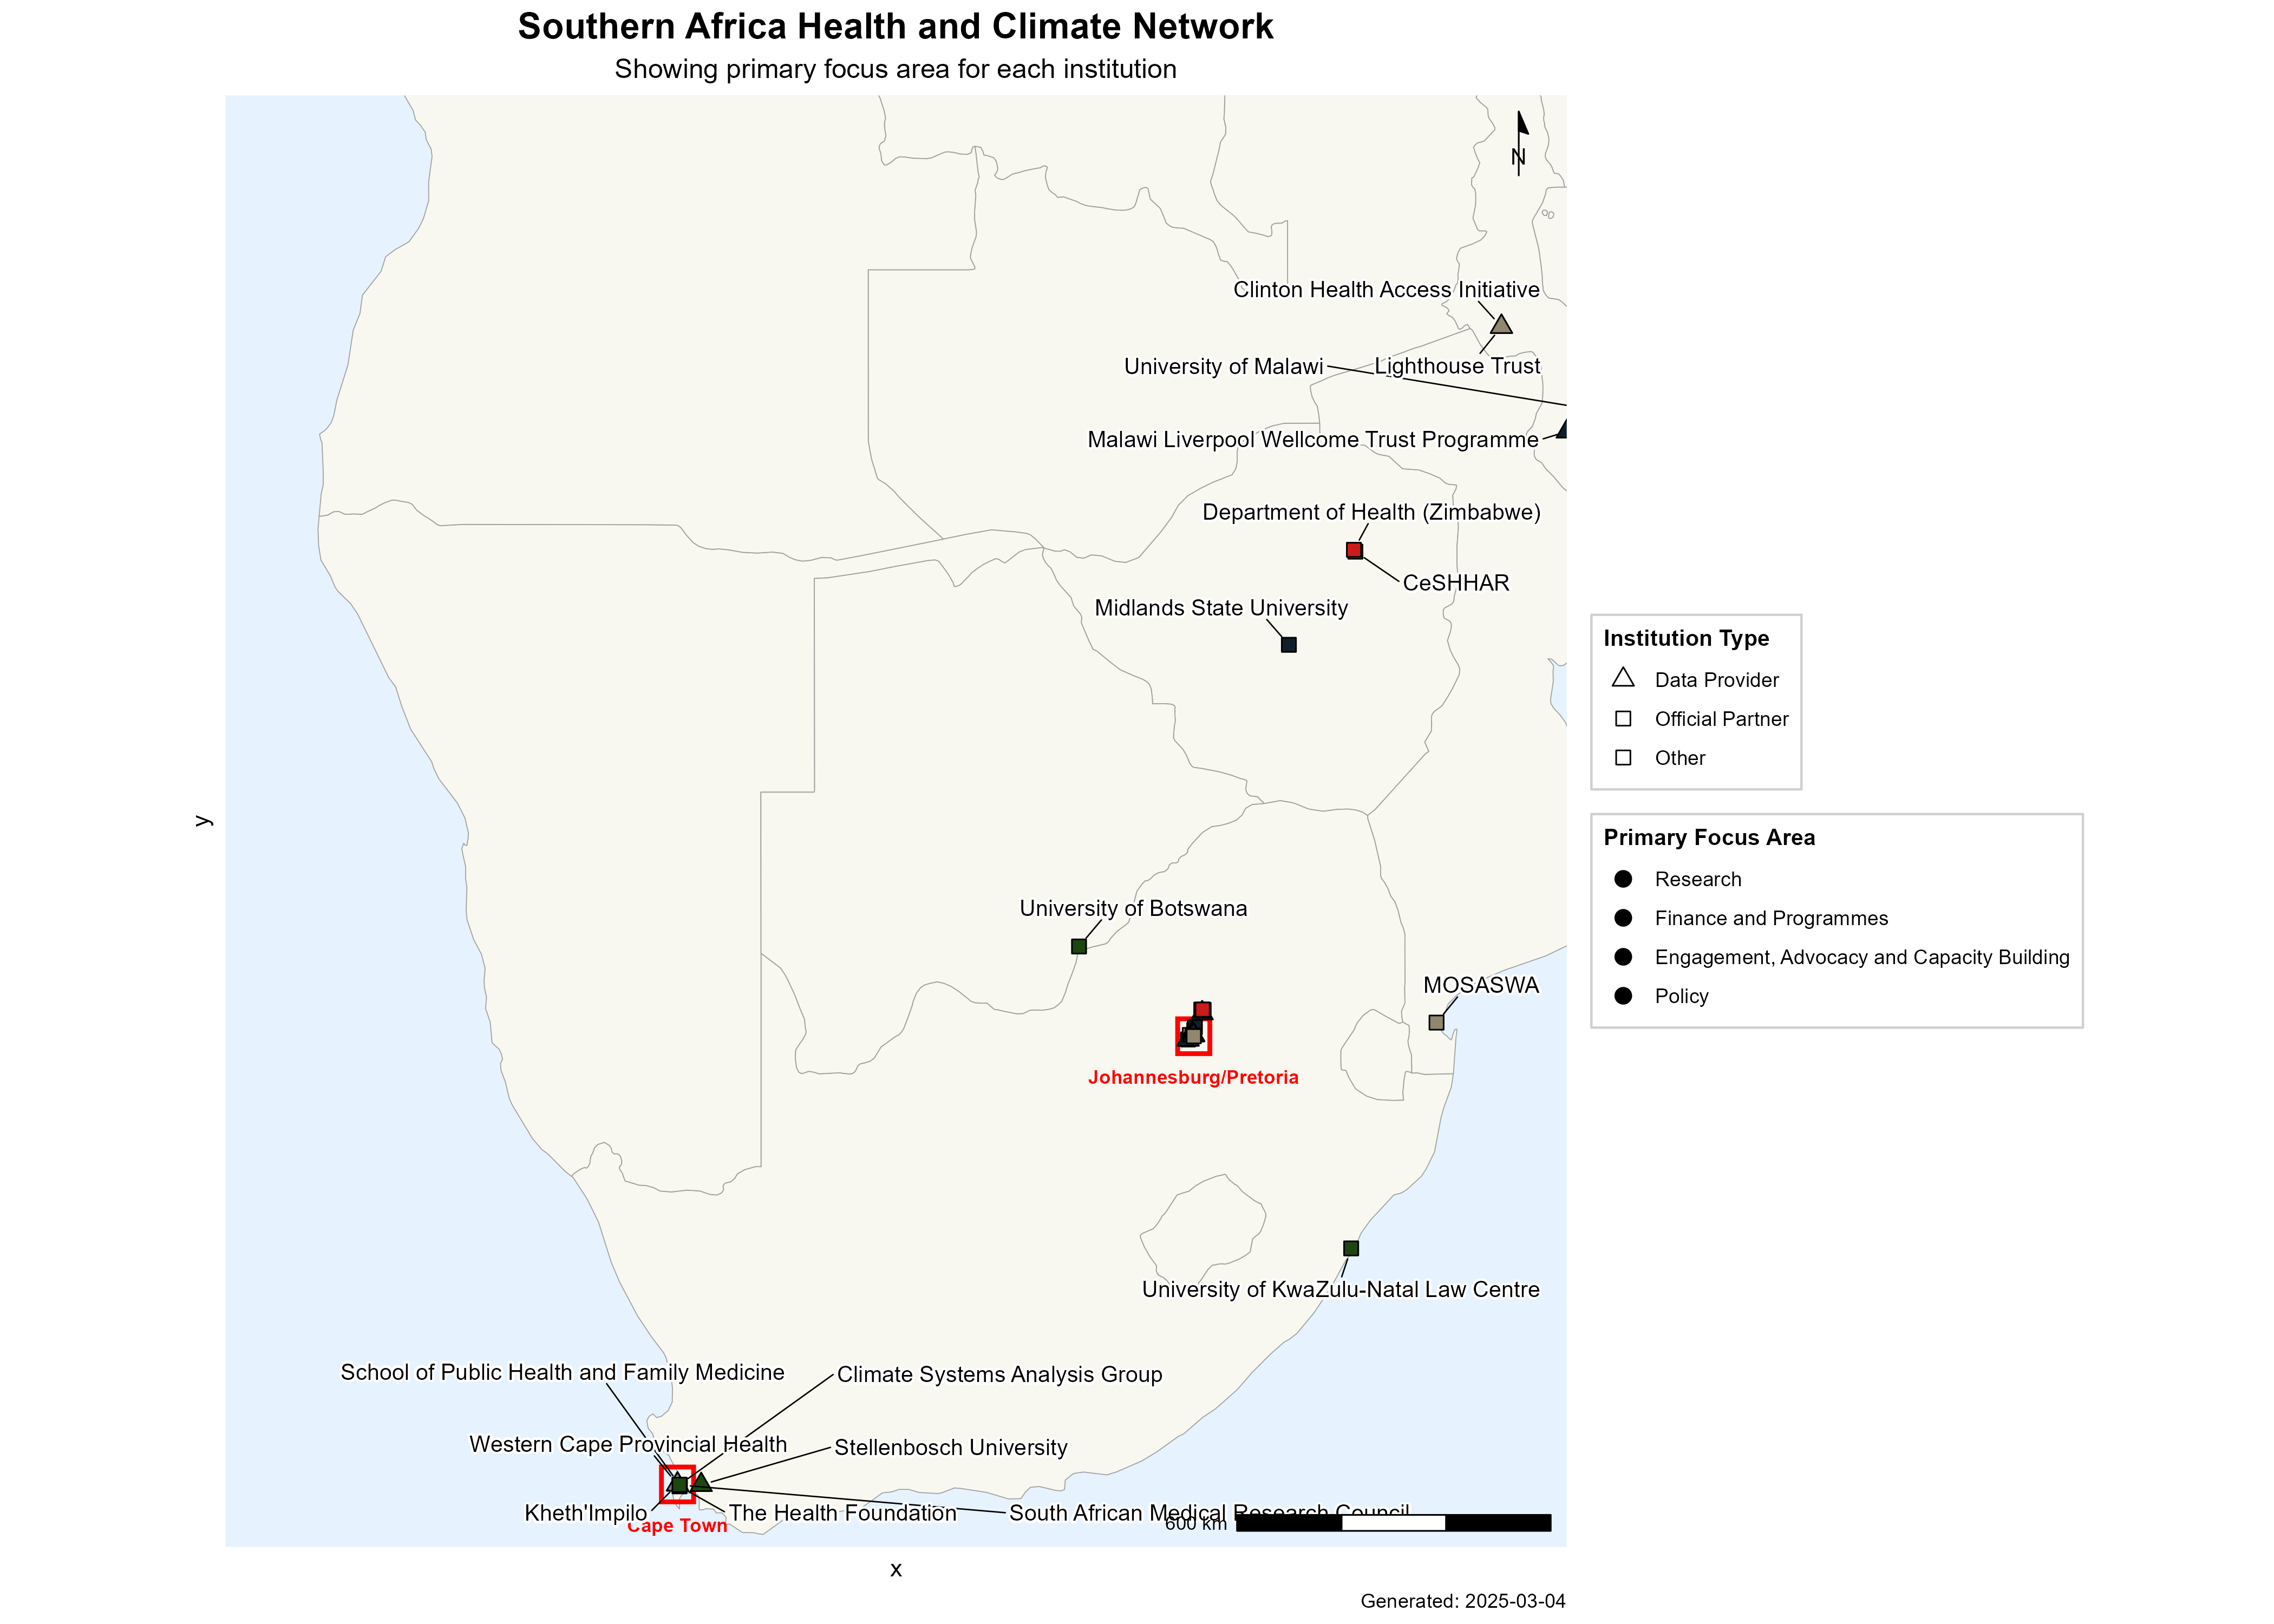 Southern Africa Health and Climate Network
Showing primary focus area for each institution
N
Clinton Health Access Initiative
University of Malawi
Lighthouse Trust
Malawi Liverpool Wellcome Trust Programme
Department of Health (Zimbabwe)
CeSHHAR
Midlands State University
University of Botswana
MOSASWA
Johannesburg/Pretoria
University of KwaZulu-Natal Law Centre
School of Public Health and Family Medicine
Climate Systems Analysis Group
Western Cape Provincial Health
Stellenbosch University
Kheth'Impilo
The Health Foundation
South African Medical Research Council
Cape Town
600 km
y
x
Institution Type
Data Provider
Official Partner
Other
Primary Focus Area
Research
Finance and Programmes
Engagement, Advocacy and Capacity Building
Policy
Generated: 2025-03-04